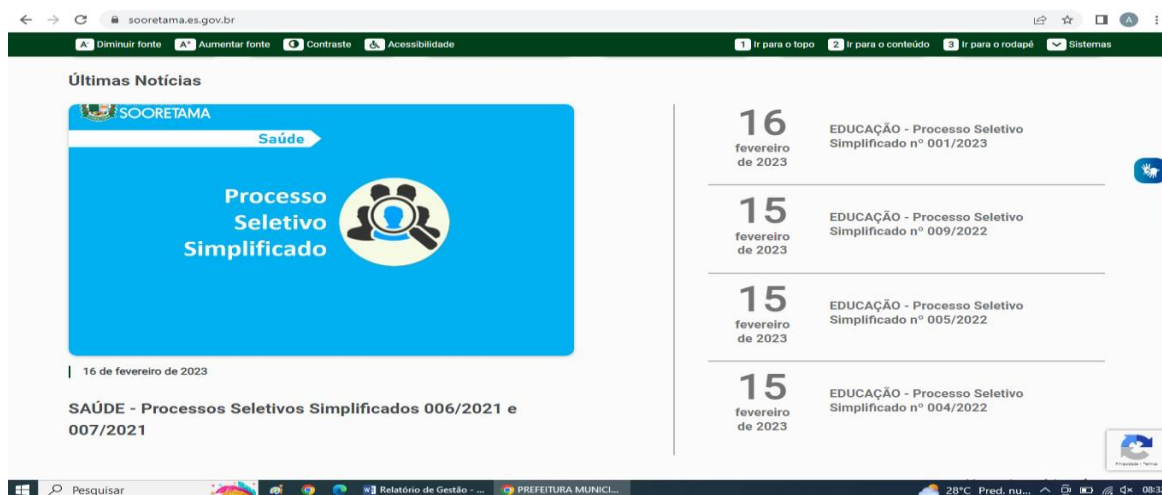 sooretama.es.gov.br
A
A- Diminuir fonte A+ Aumentar fonte Contraste Acessibilidade 1 Ir para o topo 2 Ir para o conteúdo 3 Ir para o rodapé Sistemas
Últimas Notícias
SOORETAMA
Saúde
Processo
Seletivo
Simplificado
16 de fevereiro de 2023
SAÚDE - Processos Seletivos Simplificados 006/2021 e
007/2021
16
fevereiro
de 2023
EDUCAÇÃO - Processo Seletivo
Simplificado nº 001/2023
15
fevereiro
de 2023
EDUCAÇÃO - Processo Seletivo
Simplificado nº 009/2022
15
fevereiro
de 2023
EDUCAÇÃO - Processo Seletivo
Simplificado nº 005/2022
15
fevereiro
de 2023
EDUCAÇÃO - Processo Seletivo
Simplificado nº 004/2022
Privacidade - Termos
Pesquisar Relatório de Gestão - ... PREFEITURA MUNICI... 28°C Pred. nu...